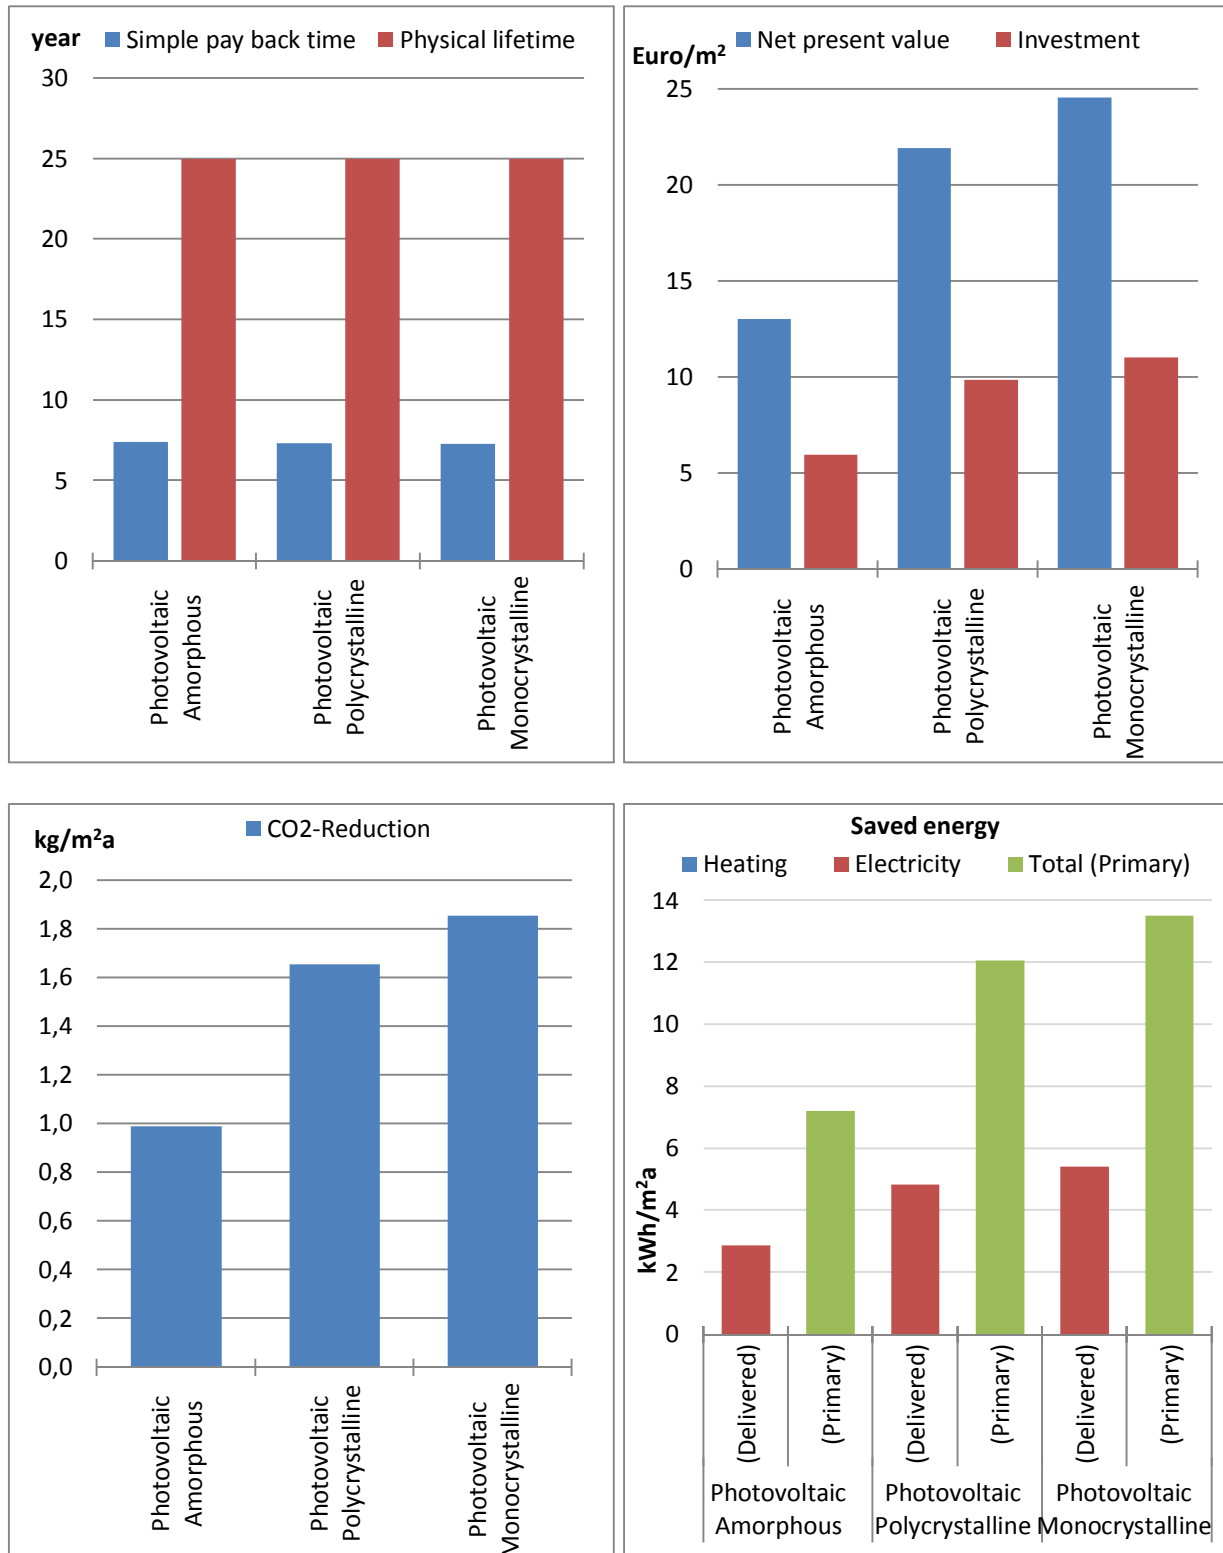 year Simple pay back time Physical lifetime
30
25
20
15
10
5
0
Photovoltaic
Amorphous
Photovoltaic
Polycrystalline
Photovoltaic
Monocrystalline
Euro/m² Net present value Investment
25
20
15
10
5
0
Photovoltaic
Amorphous
Photovoltaic
Polycrystalline
Photovoltaic
Monocrystalline
kg/m²a CO2-Reduction
2,0
1,8
1,6
1,4
1,2
1,0
0,8
0,6
0,4
0,2
0,0
Photovoltaic
Amorphous
Photovoltaic
Polycrystalline
Photovoltaic
Monocrystalline
Saved energy
Heating Electricity Total (Primary)
kWh/m²a
14
12
10
8
6
4
2
0
(Delivered) (Primary) (Delivered) (Primary) (Delivered) (Primary)
Photovoltaic Photovoltaic Photovoltaic
Amorphous Polycrystalline Monocrystalline